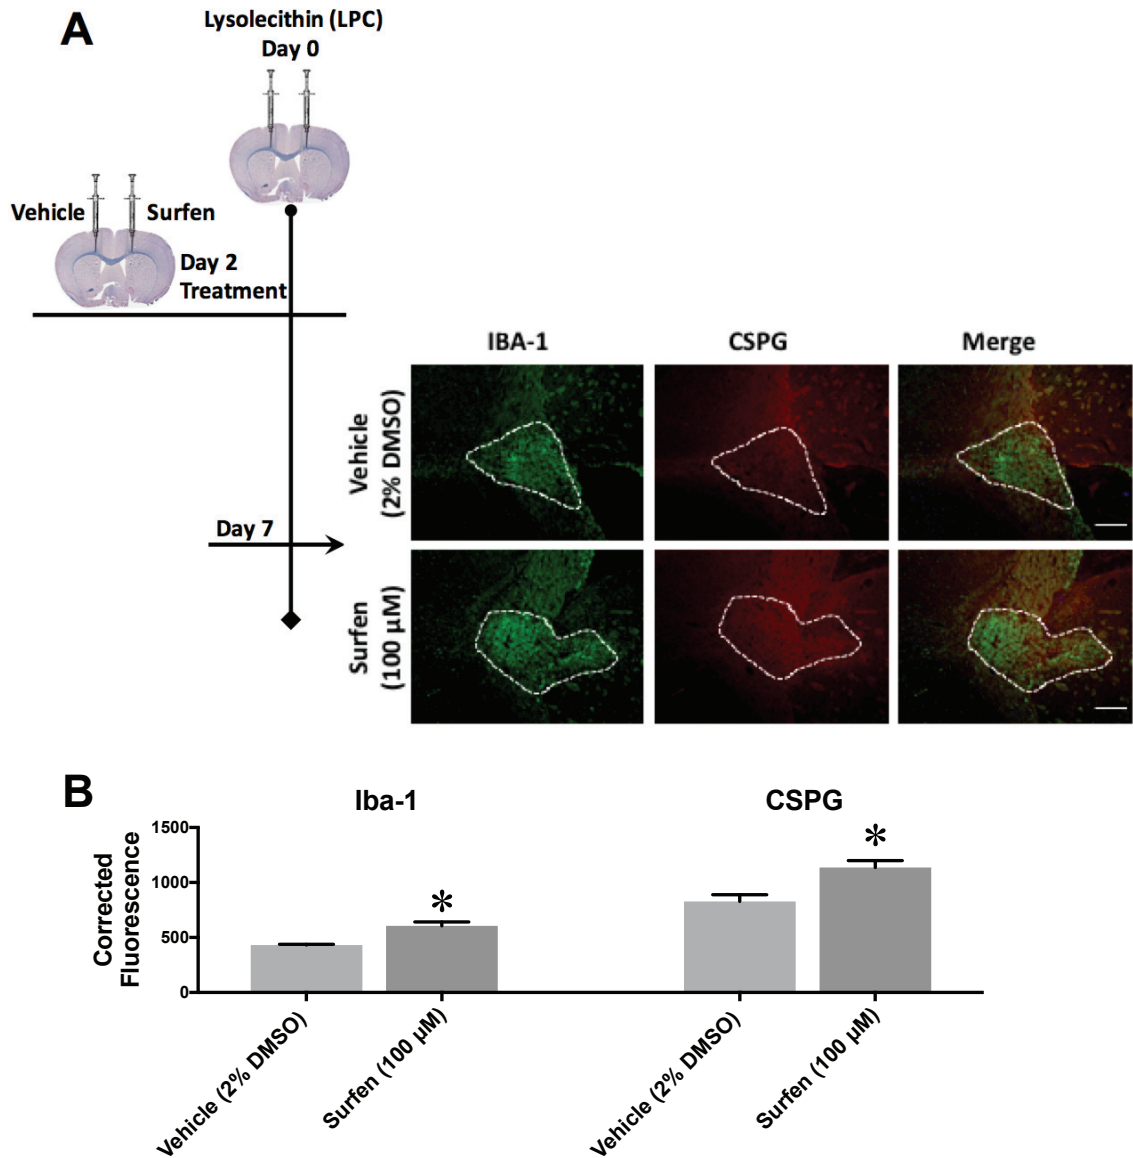 A
Lysolecithin (LPC)
Day 0
Vehicle
Surfen
Day 2
Treatment
Day 7
IBA-1
CSPG
Merge
Vehicle
(2% DMSO)
Surfen
(100 µM)
B
Iba-1
CSPG
Corrected
Fluorescence
1500
1000
500
0
*
*
Vehicle (2% DMSO)
Surfen (100 µM)
Vehicle (2% DMSO)
Surfen (100 µM)